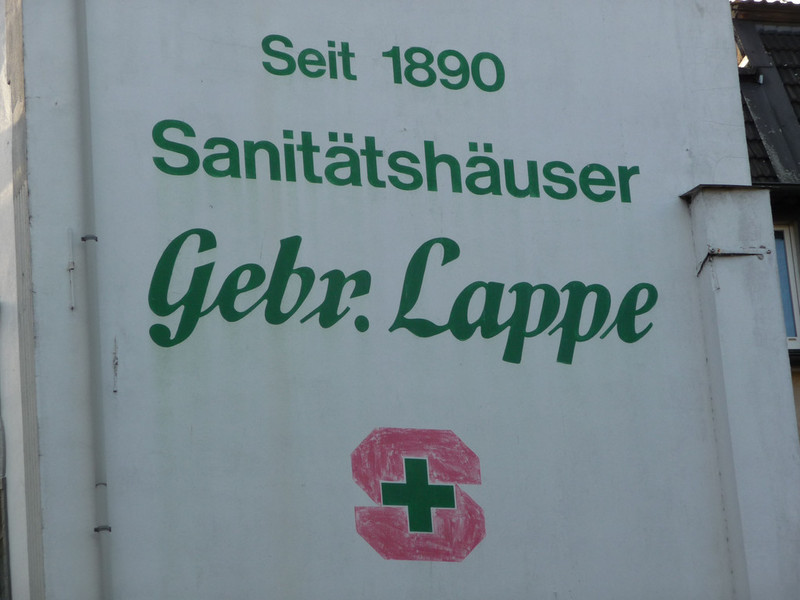 Seit 1890
Sanitätshäuser
Gebr. Lappe
S